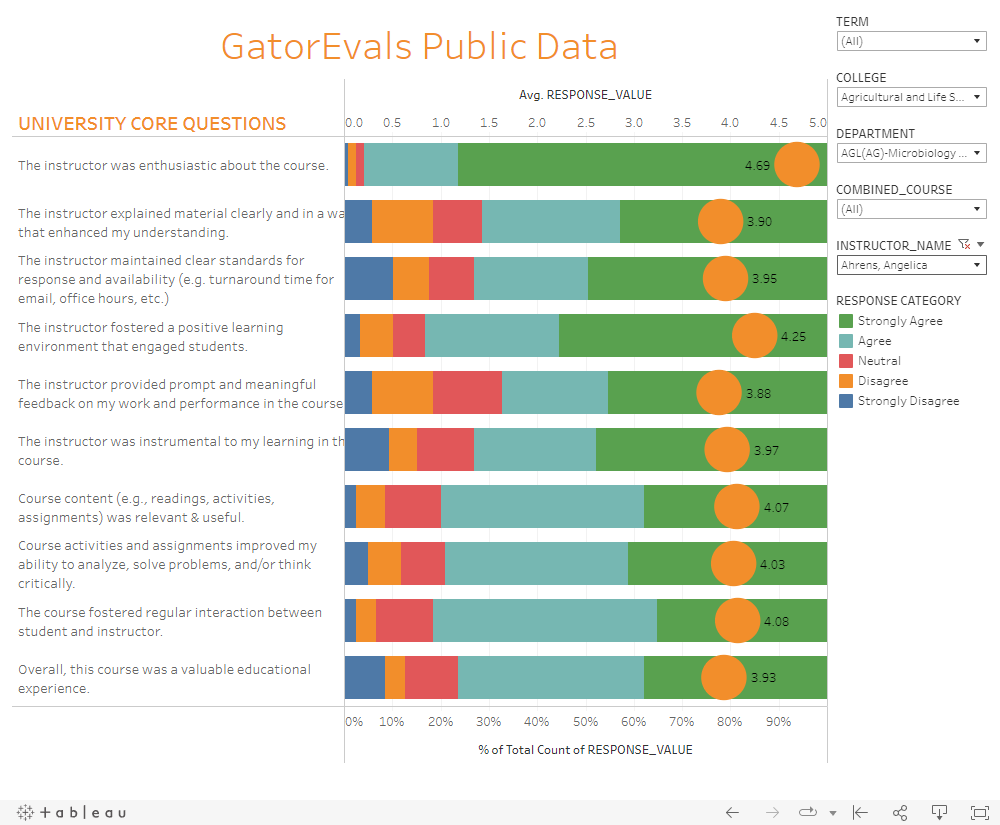 GatorEvals Public Data
Avg. RESPONSE_VALUE
UNIVERSITY CORE QUESTIONS
0.0 0.5 1.0 1.5 2.0 2.5 3.0 3.5 4.0 4.5 5.0
The instructor was enthusiastic about the course.
4.69
The instructor explained material clearly and in a wa
that enhanced my understanding.
3.90
The instructor maintained clear standards for
response and availability (e.g. turnaround time for
email, office hours, etc.)
3.95
The instructor fostered a positive learning
environment that engaged students.
4.25
The instructor provided prompt and meaningful
feedback on my work and performance in the course
3.88
The instructor was instrumental to my learning in th
course.
3.97
Course content (e.g., readings, activities,
assignments) was relevant & useful.
4.07
Course activities and assignments improved my
ability to analyze, solve problems, and/or think
critically.
4.03
The course fostered regular interaction between
student and instructor.
4.08
Overall, this course was a valuable educational
experience.
3.93
0% 10% 20% 30% 40% 50% 60% 70% 80% 90%
% of Total Count of RESPONSE_VALUE
TERM
(All)
COLLEGE
Agricultural and Life S...
DEPARTMENT
AGL(AG)-Microbiology ...
COMBINED_COURSE
(All)
INSTRUCTOR_NAME
Ahrens, Angelica
RESPONSE CATEGORY
Strongly Agree
Agree
Neutral
Disagree
Strongly Disagree
+ a b | e a u